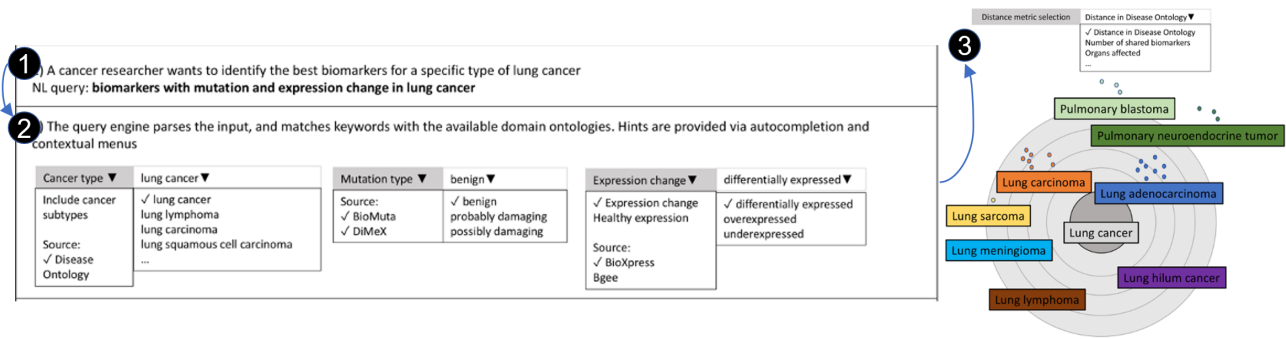 1
) A cancer researcher wants to identify the best biomarkers for a specific type of lung cancer
NL query: biomarkers with mutation and expression change in lung cancer
2
) The query engine parses the input, and matches keywords with the available domain ontologies. Hints are provided via autocompletion and
contextual menus
Cancer type ▼
Include cancer
subtypes
Source:
✓ Disease
Ontology
lung cancer▼
✓ lung cancer
lung lymphoma
lung carcinoma
lung squamous cell carcinoma
...
Mutation type ▼
Source:
✓ BioMuta
✓ DiMeX
benign▼
✓ benign
probably damaging
possibly damaging
Expression change▼
✓ Expression change
Healthy expression
Source:
✓ BioXpress
Bgee
differentially expressed▼
✓ differentially expressed
overexpressed
underexpressed
3
Distance metric selection
Distance in Disease Ontology▼
✓ Distance in Disease Ontology
Number of shared biomarkers
Organs affected
...
Pulmonary blastoma
Pulmonary neuroendocrine tumor
Lung carcinoma
Lung adenocarcinoma
Lung sarcoma
Lung cancer
Lung meningioma
Lung hilum cancer
Lung lymphoma